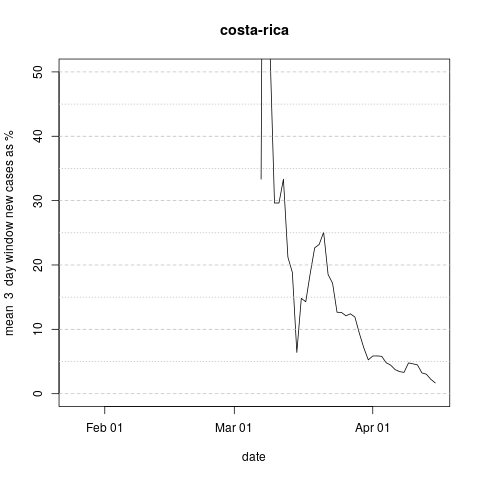 costa-rica
mean 3 day window new cases as %
50
40
30
20
10
0
Feb 01
Mar 01
Apr 01
date